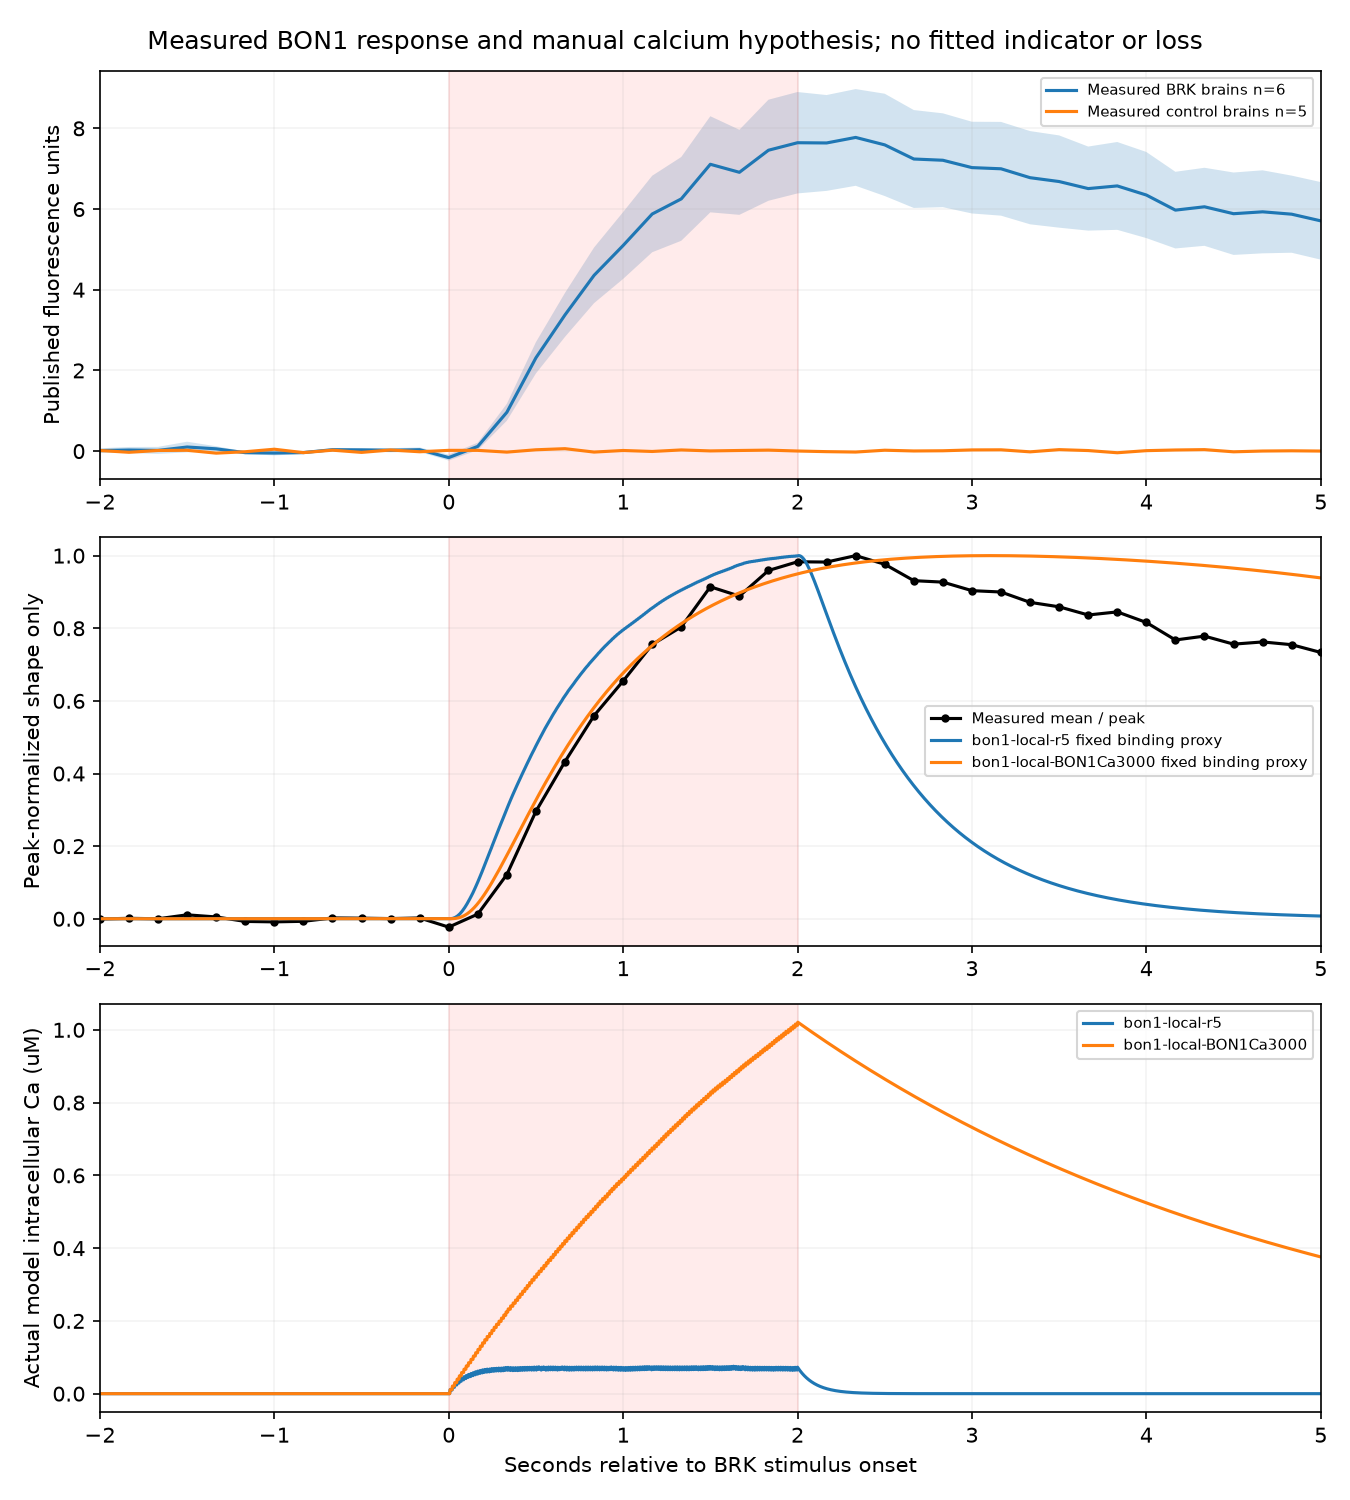 Measured BON1 response and manual calcium hypothesis; no fitted indicator or loss
Published fluorescence units
8
6
4
2
0
Measured BRK brains n=6
Measured control brains n=5
−2 −1 0 1 2 3 4 5
Peak-normalized shape only
1.0
0.8
0.6
0.4
0.2
0.0
Measured mean / peak
bon1-local-r5 fixed binding proxy
bon1-local-BON1Ca3000 fixed binding proxy
−2 −1 0 1 2 3 4 5
Actual model intracellular Ca (uM)
1.0
0.8
0.6
0.4
0.2
0.0
bon1-local-r5
bon1-local-BON1Ca3000
−2 −1 0 1 2 3 4 5
Seconds relative to BRK stimulus onset